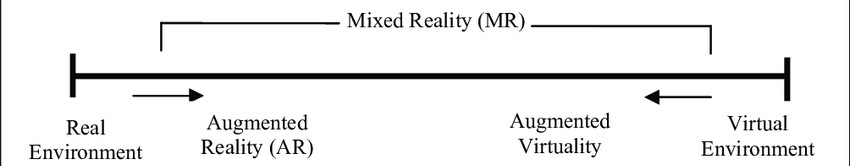 Mixed Reality (MR)
Real
Environment
Augmented
Reality (AR)
Augmented
Virtuality
Virtual
Environment